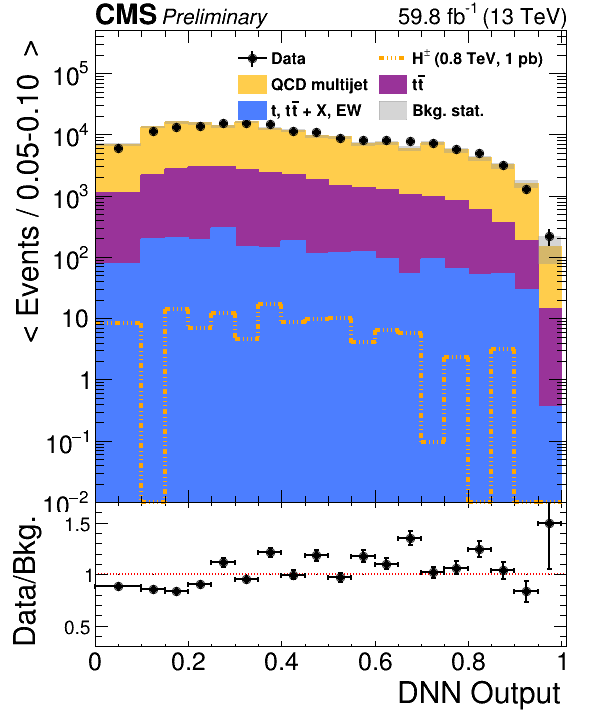 CMS Preliminary 59.8 fb⁻¹ (13 TeV)
< Events / 0.05-0.10 >
Data H± (0.8 TeV, 1 pb)
QCD multijet tt̄
t, tt̄ + X, EW Bkg. stat.
10⁵
10⁴
10³
10²
10
1
10⁻¹
10⁻²
Data/Bkg.
1.5
1
0.5
0 0.2 0.4 0.6 0.8 1
DNN Output